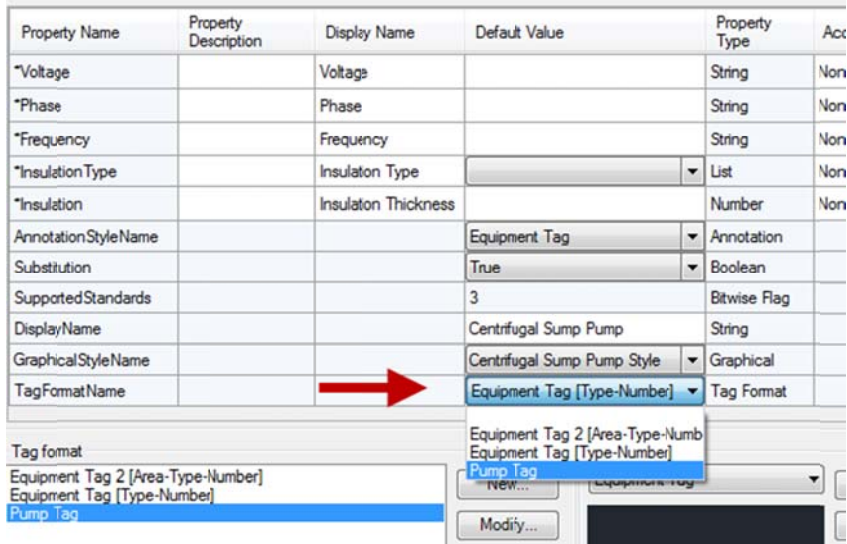 Property Name Property Description Display Name Default Value Property Type
*Voltage Voltage String
*Phase Phase String
*Frequency Frequency String
*InsulationType Insulaton Type List
*Insulation Insulaton Thickness Number
AnnotationStyleName Equipment Tag Annotation
Substitution True Boolean
SupportedStandards 3 Bitwise Flag
DisplayName Centrifugal Sump Pump String
GraphicalStyleName Centrifugal Sump Pump Style Graphical
TagFormatName Equipment Tag [Type-Number] Tag Format
Equipment Tag 2 [Area-Type-Numb
Equipment Tag [Type-Number]
Pump Tag
Tag format
Equipment Tag 2 [Area-Type-Number]
Equipment Tag [Type-Number]
Pump Tag
New...
Equipment Tag
Modify...